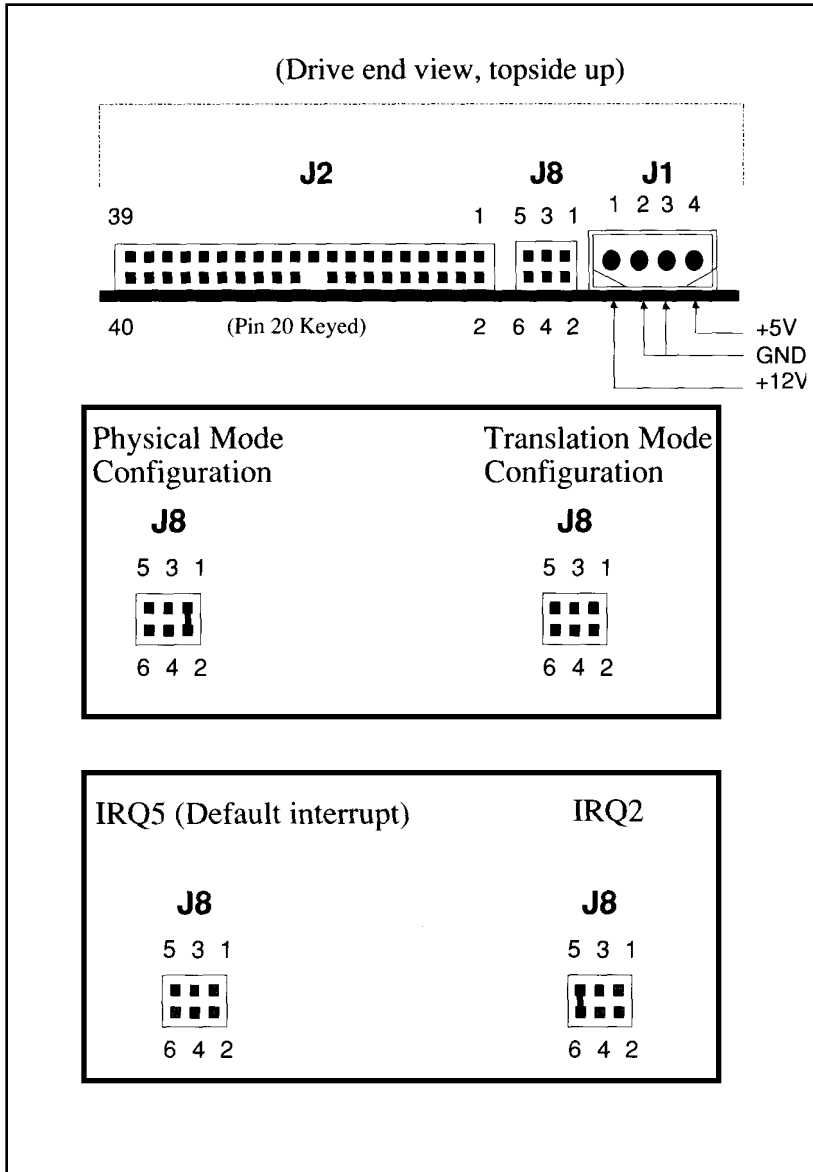 (Drive end view, topside up)
J2 J8 J1
39 1 5 3 1 1 2 3 4
40 (Pin 20 Keyed) 2 6 4 2
+5V
GND
+12V
Physical Mode
Configuration
J8
5 3 1
6 4 2
Translation Mode
Configuration
J8
5 3 1
6 4 2
IRQ5 (Default interrupt)
J8
5 3 1
6 4 2
IRQ2
J8
5 3 1
6 4 2